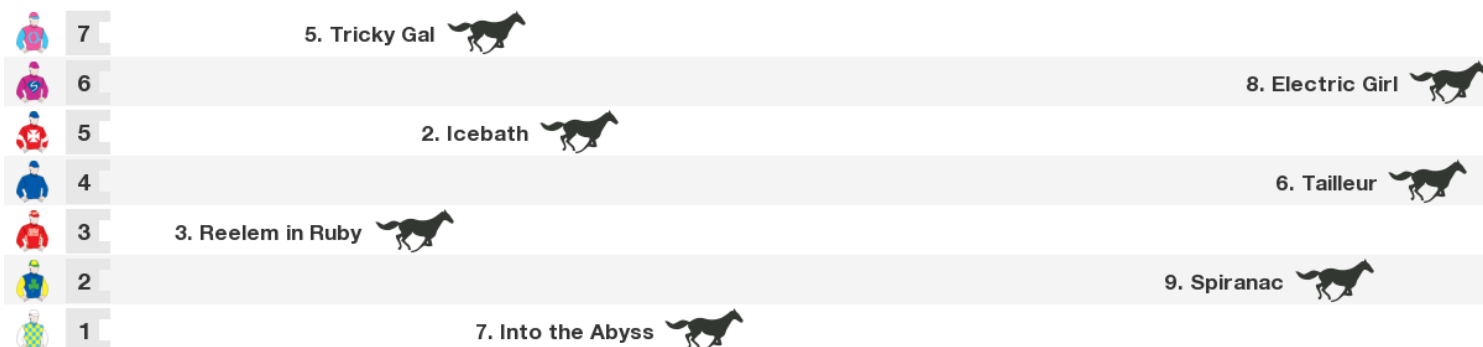 7 5. Tricky Gal
6 8. Electric Girl
5 2. Icebath
4 6. Tailleur
3 3. Reelem in Ruby
2 9. Spiranac
1 7. Into the Abyss